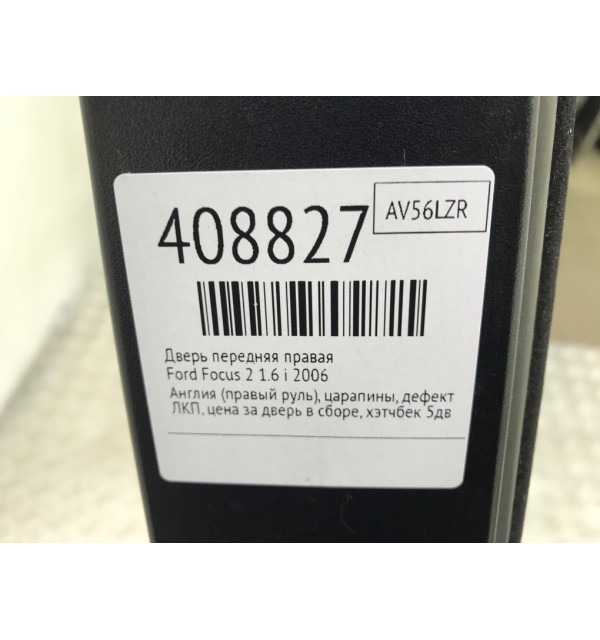 408827
AV56LZR
Дверь передняя правая
Ford Focus 2 1.6 i 2006
Англия (правый руль), царапины, дефект
ЛКП, цена за дверь в сборе, хэтчбек 5дв